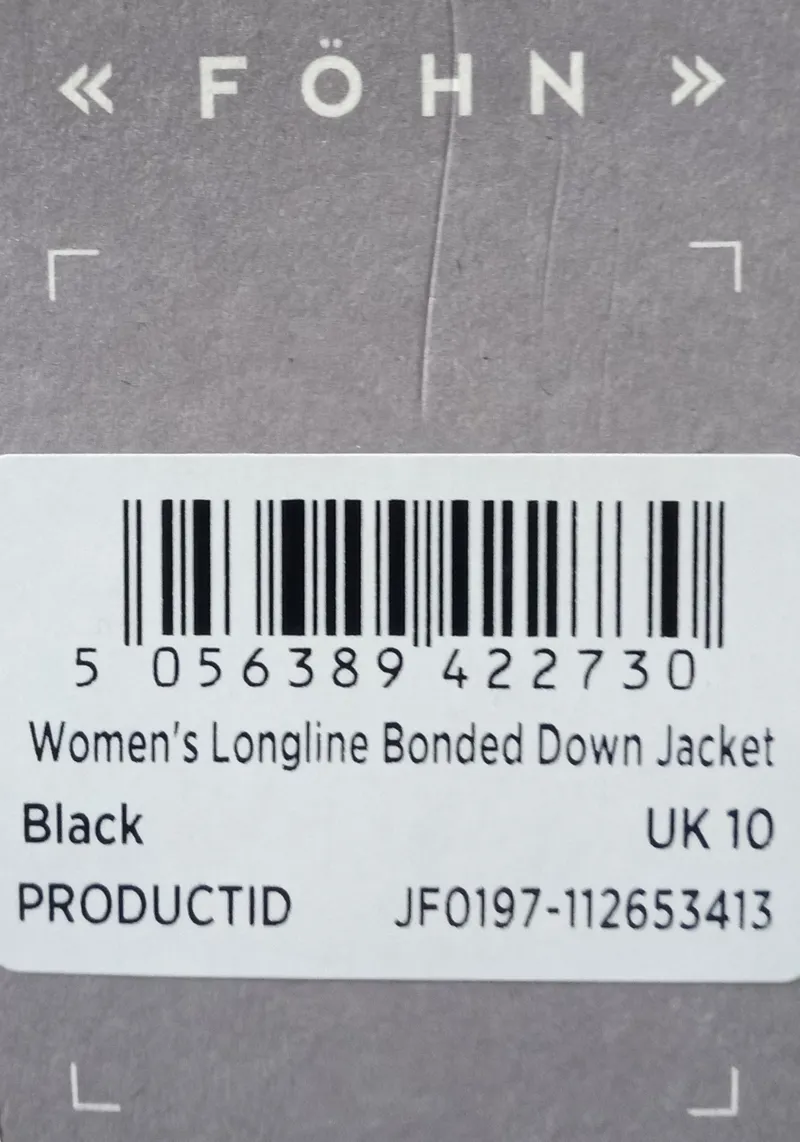 « FÖHN »
5 056389 422730
Women's Longline Bonded Down Jacket
Black UK 10
PRODUCTID JF0197-112653413